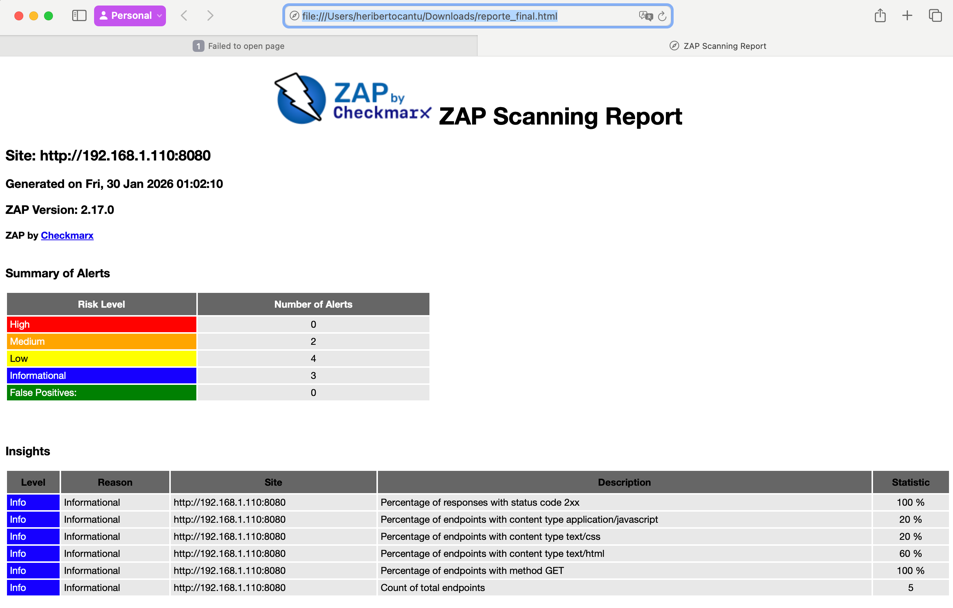 Personal
file:///Users/heribertocantu/Downloads/reporte_final.html
1 Failed to open page
ZAP Scanning Report
ZAP by Checkmarx ZAP Scanning Report
Site: http://192.168.1.110:8080
Generated on Fri, 30 Jan 2026 01:02:10
ZAP Version: 2.17.0
ZAP by Checkmarx
Summary of Alerts
Risk Level Number of Alerts
High 0
Medium 2
Low 4
Informational 3
False Positives: 0
Insights
Level Reason Site Description Statistic
Info Informational http://192.168.1.110:8080 Percentage of responses with status code 2xx 100 %
Info Informational http://192.168.1.110:8080 Percentage of endpoints with content type application/javascript 20 %
Info Informational http://192.168.1.110:8080 Percentage of endpoints with content type text/css 20 %
Info Informational http://192.168.1.110:8080 Percentage of endpoints with content type text/html 60 %
Info Informational http://192.168.1.110:8080 Percentage of endpoints with method GET 100 %
Info Informational http://192.168.1.110:8080 Count of total endpoints 5